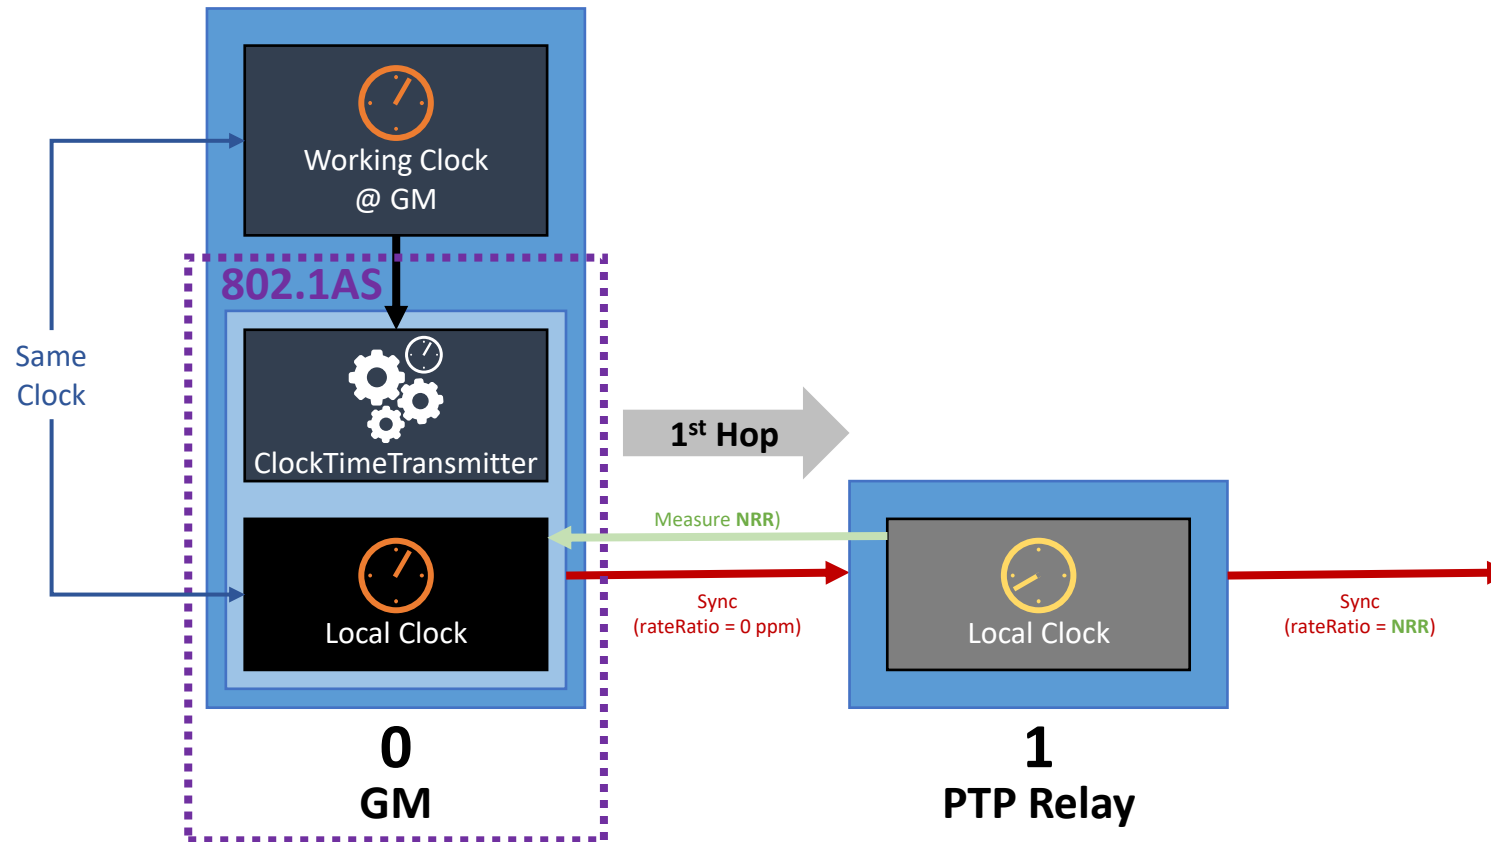 Working Clock
@ GM
802.1AS
Same
Clock
ClockTimeTransmitter
1st Hop
Measure NRR)
Local Clock
Sync
(rateRatio = 0 ppm)
Local Clock
Sync
(rateRatio = NRR)
0
GM
1
PTP Relay